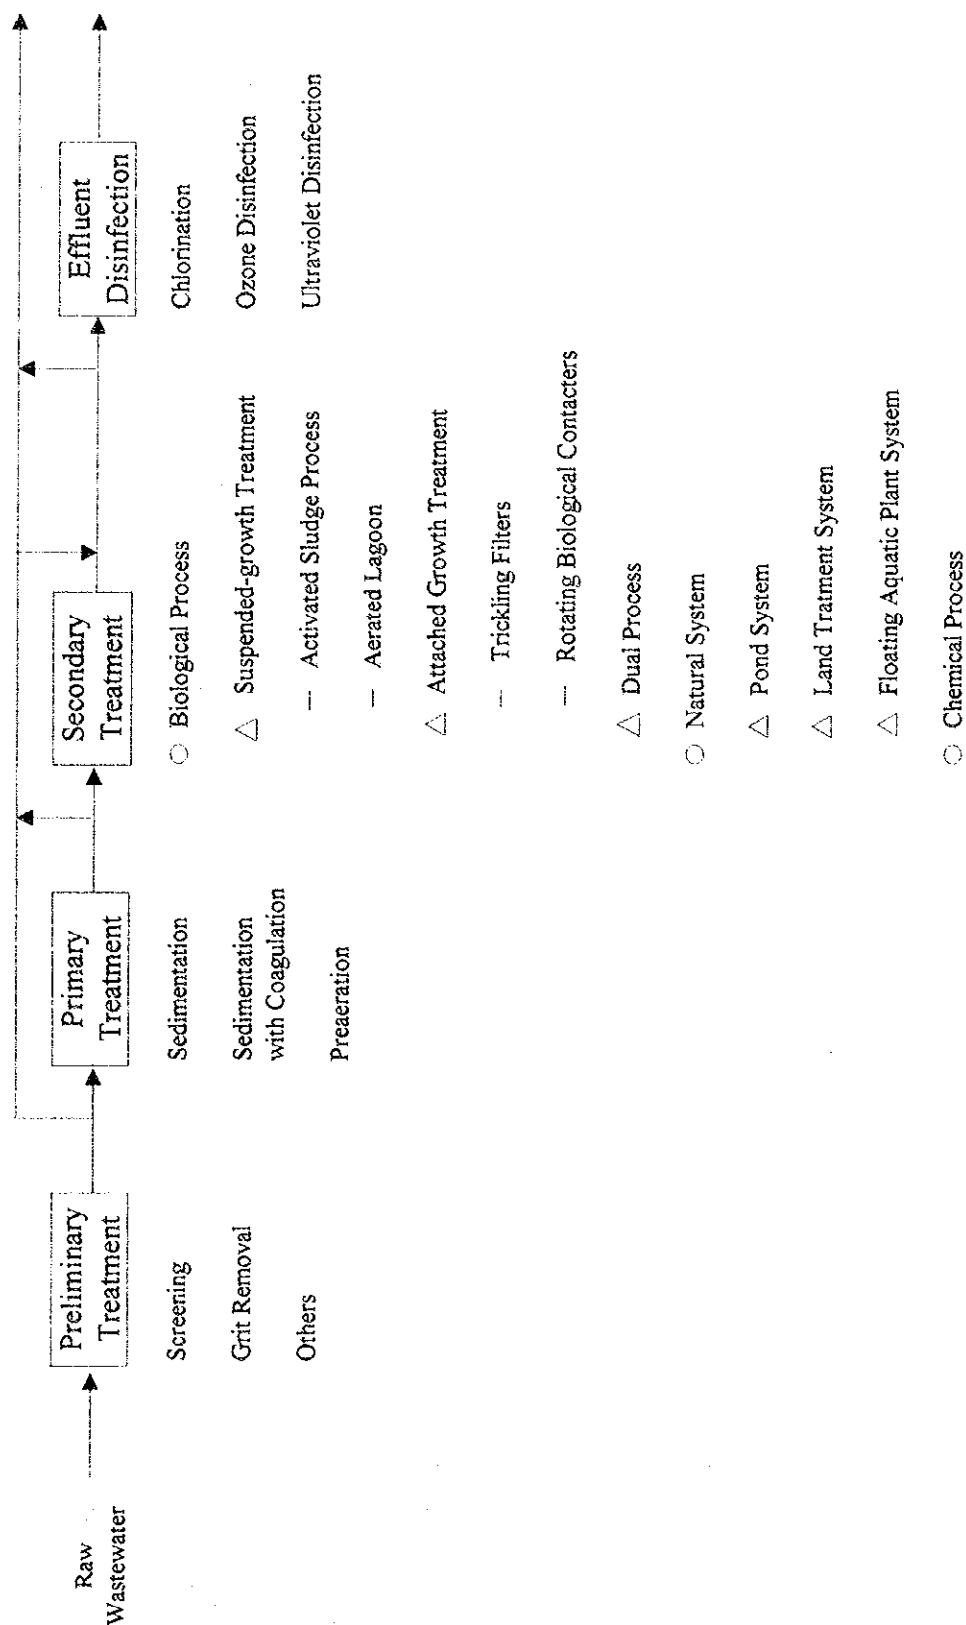 Raw
Wastewater
Preliminary
Treatment
Screening
Grit Removal
Others
Primary
Treatment
Sedimentation
Sedimentation
with Coagulation
Preaeration
Secondary
Treatment
○ Biological Process
△ Suspended-growth Treatment
— Activated Sludge Process
— Aerated Lagoon
△ Attached Growth Treatment
— Trickling Filters
— Rotating Biological Contacters
△ Dual Process
○ Natural System
△ Pond System
△ Land Tratment System
△ Floating Aquatic Plant System
○ Chemical Process
Effluent
Disinfection
Chlorination
Ozone Disinfection
Ultraviolet Disinfection